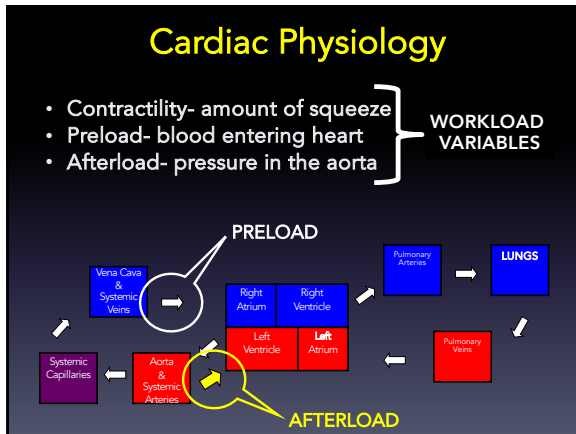 Cardiac Physiology
• Contractility- amount of squeeze
• Preload- blood entering heart
• Afterload- pressure in the aorta
WORKLOAD
VARIABLES
PRELOAD
Vena Cava
&
Systemic
Veins
Right
Atrium
Right
Ventricle
Pulmonary
Arteries
LUNGS
Systemic
Capillaries
Aorta
&
Systemic
Arteries
Left
Ventricle
Left
Atrium
Pulmonary
Veins
AFTERLOAD